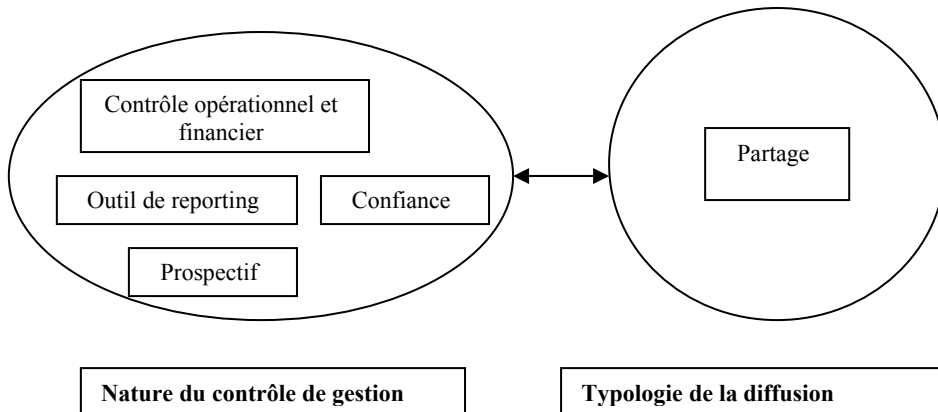 Contrôle opérationnel et
financier
Partage
Outil de reporting
Confiance
Prospectif
Nature du contrôle de gestion
Typologie de la diffusion